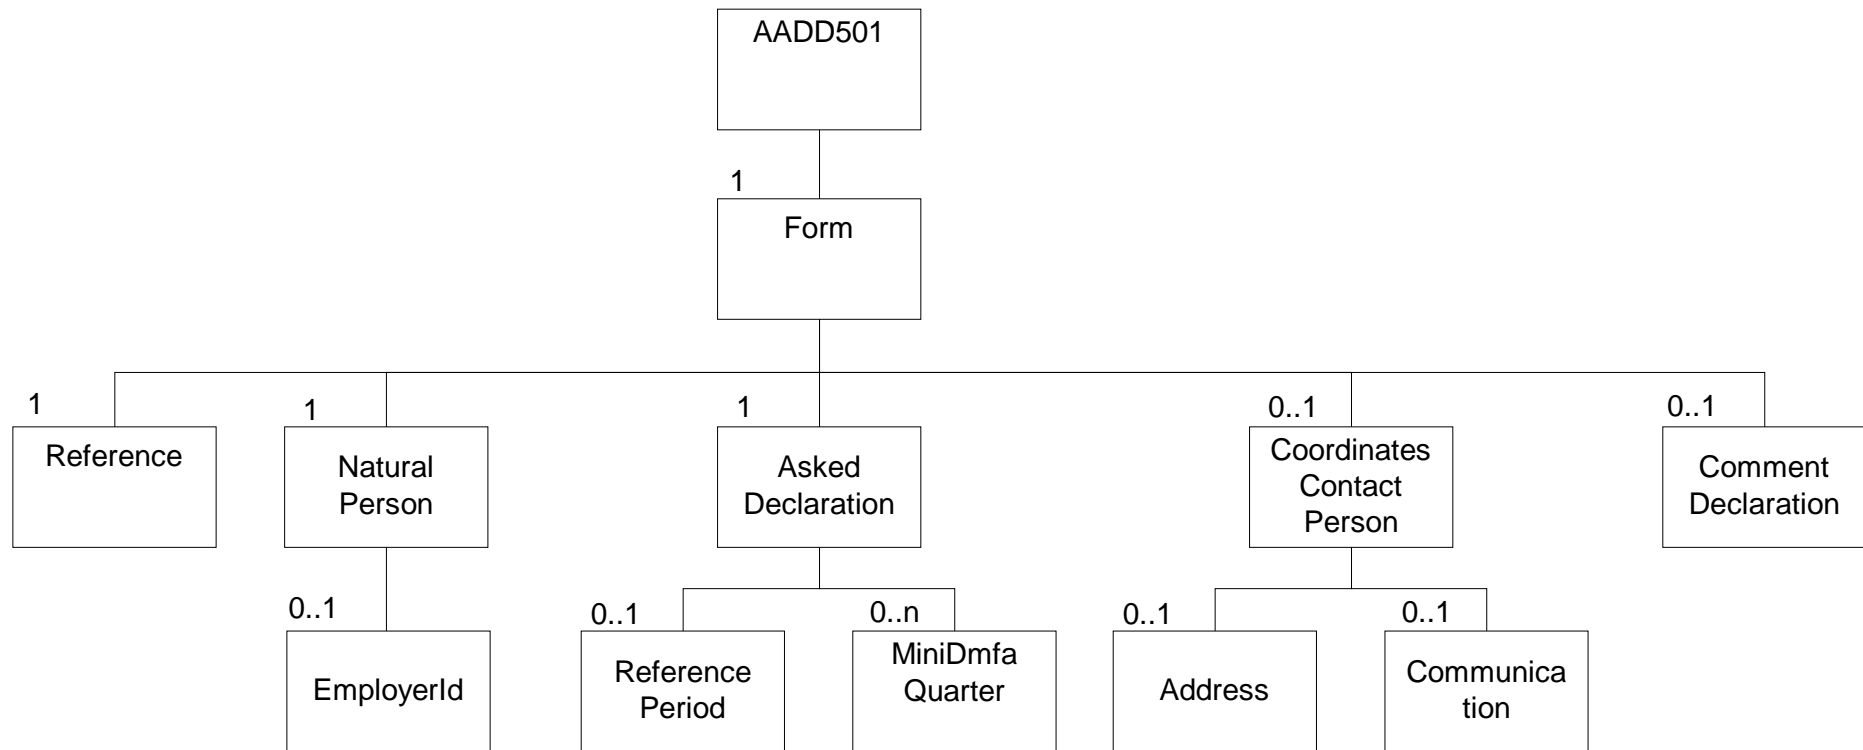 AADD501
1
Form
1
1
1
0..1
0..1
Reference
Natural
Person
Asked
Declaration
Coordinates
Contact
Person
Comment
Declaration
0..1
0..1
0..n
0..1
0..1
EmployerId
Reference
Period
MiniDmfa
Quarter
Address
Communica
tion